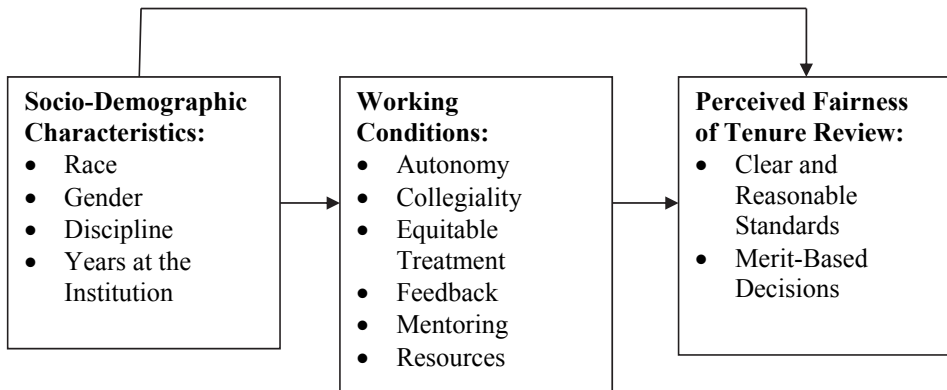 Socio-Demographic
Characteristics:
• Race
• Gender
• Discipline
• Years at the
Institution
Working
Conditions:
• Autonomy
• Collegiality
• Equitable
Treatment
• Feedback
• Mentoring
• Resources
Perceived Fairness
of Tenure Review:
• Clear and
Reasonable
Standards
• Merit-Based
Decisions